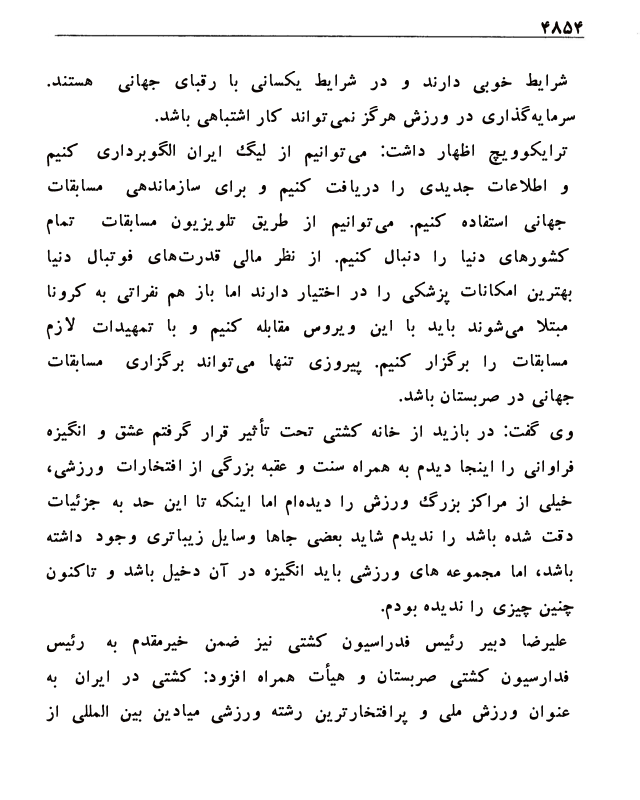 ۴۸۵۴
شرایط خوبی دارند و در شرایط یکسانی با رقبای جهانی هستند.
سرمایه‌گذاری در ورزش هرگز نمی‌تواند کار اشتباهی باشد.
ترایکوویچ اظهار داشت: می‌توانیم از لیگ ایران الگوبرداری کنیم
و اطلاعات جدیدی را دریافت کنیم و برای سازماندهی مسابقات
جهانی استفاده کنیم. می‌توانیم از طریق تلویزیون مسابقات تمام
کشورهای دنیا را دنبال کنیم. از نظر مالی قدرت‌های فوتبال دنیا
بهترین امکانات پزشکی را در اختیار دارند اما باز هم نفراتی به کرونا
مبتلا می‌شوند باید با این ویروس مقابله کنیم و با تمهیدات لازم
مسابقات را برگزار کنیم. پیروزی تنها می‌تواند برگزاری مسابقات
جهانی در صربستان باشد.
وی گفت: در بازید از خانه کشتی تحت تأثیر قرار گرفتم عشق و انگیزه
فراوانی را اینجا دیدم به همراه سنت و عقبه بزرگی از افتخارات ورزشی،
خیلی از مراکز بزرگ ورزش را دیده‌ام اما اینکه تا این حد به جزئیات
دقت شده باشد را ندیدم شاید بعضی جاها وسایل زیباتری وجود داشته
باشد، اما مجموعه های ورزشی باید انگیزه در آن دخیل باشد و تاکنون
چنین چیزی را ندیده بودم.
علیرضا دبیر رئیس فدراسیون کشتی نیز ضمن خیرمقدم به رئیس
فدارسیون کشتی صربستان و هیأت همراه افزود: کشتی در ایران به
عنوان ورزش ملی و پرافتخارترین رشته ورزشی میادین بین المللی از